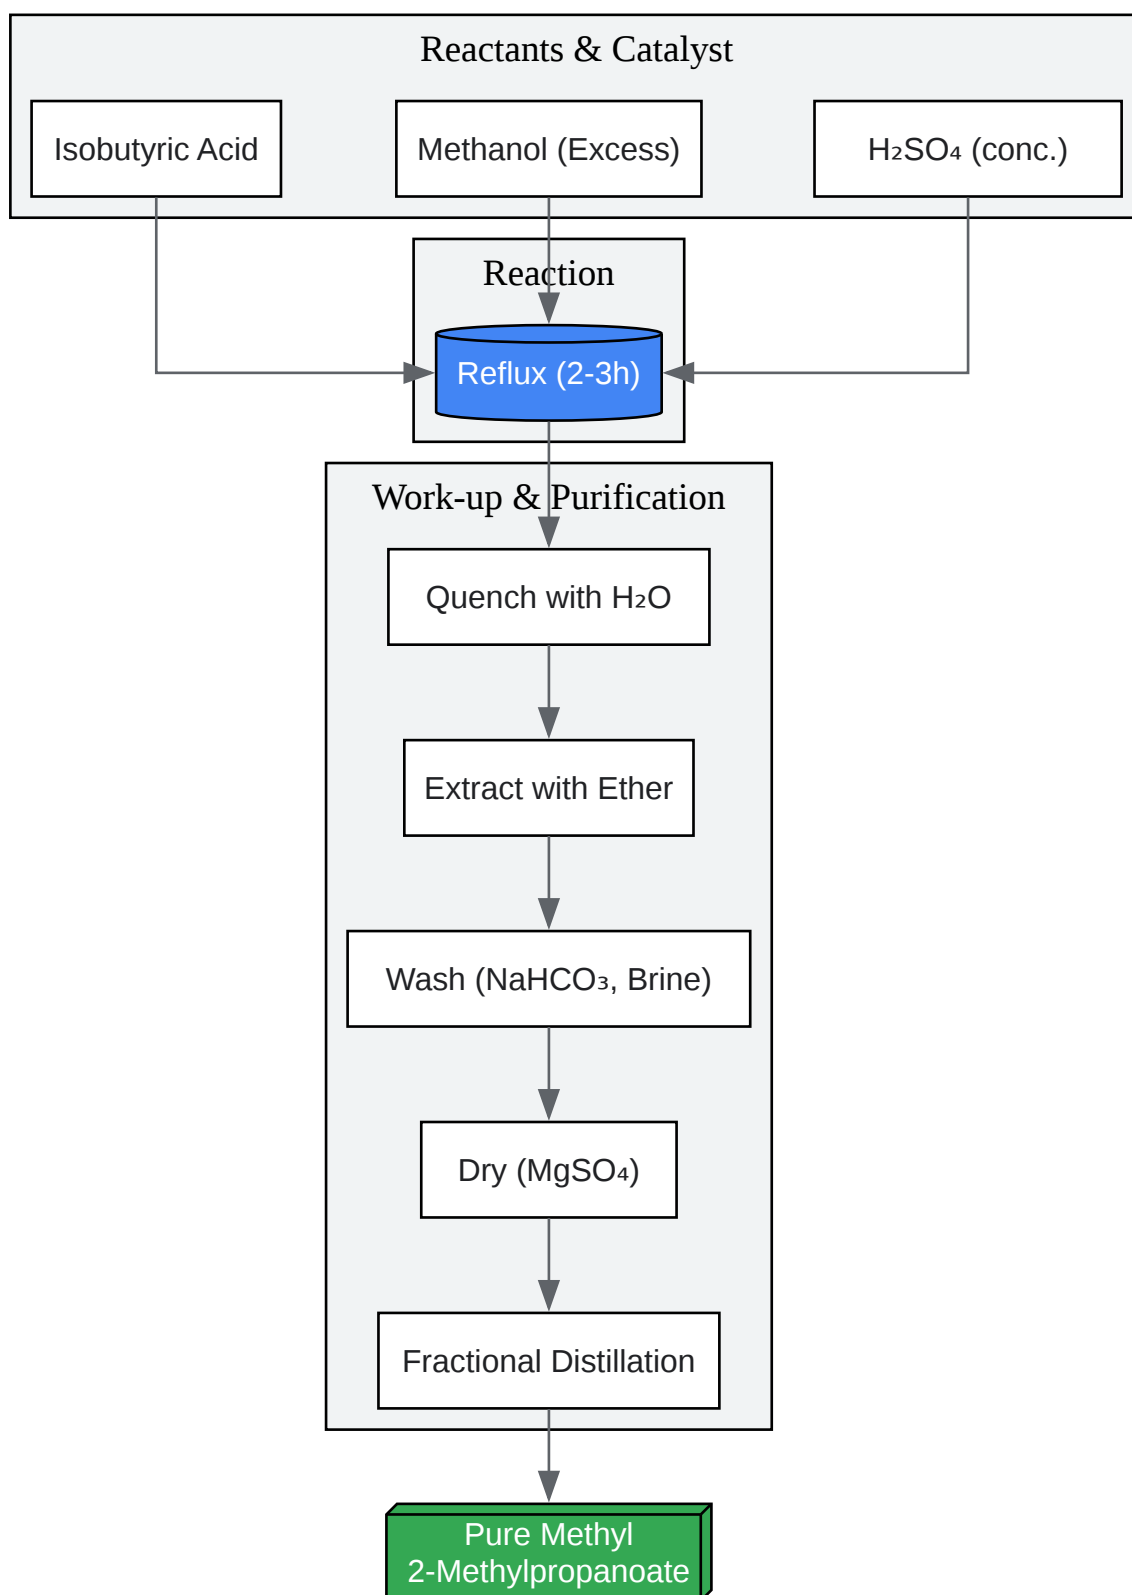 Reactants & Catalyst
Isobutyric Acid
Methanol (Excess)
H₂SO₄ (conc.)
Reaction
Reflux (2-3h)
Work-up & Purification
Quench with H₂O
Extract with Ether
Wash (NaHCO₃, Brine)
Dry (MgSO₄)
Fractional Distillation
Pure Methyl
2-Methylpropanoate